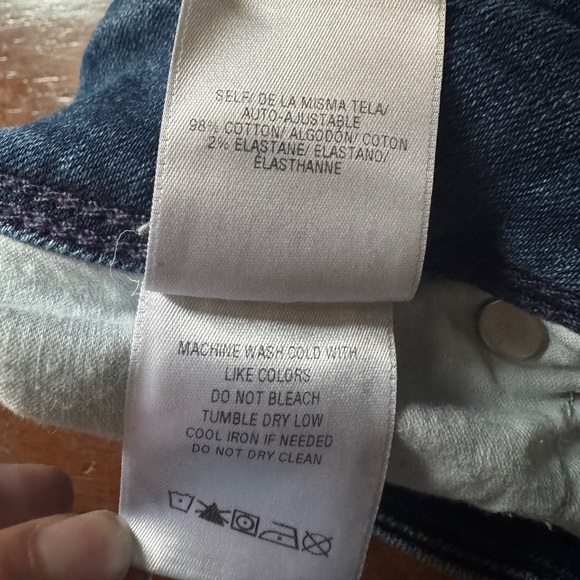 SELF/ DE LA MISMA TELA/
AUTO-AJUSTABLE
98% COTTON/ ALGODÓN/ COTON
2% ELASTANE/ ELASTANO/
ÉLASTHANNE
MACHINE WASH COLD WITH
LIKE COLORS
DO NOT BLEACH
TUMBLE DRY LOW
COOL IRON IF NEEDED
DO NOT DRY CLEAN